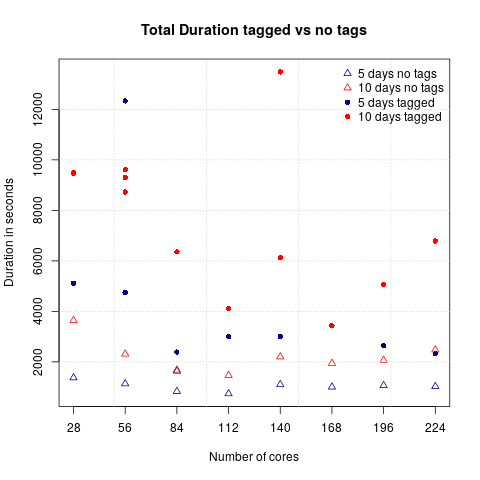 Total Duration tagged vs no tags
5 days no tags
10 days no tags
5 days tagged
10 days tagged
Duration in seconds
12000
10000
8000
6000
4000
2000
28 56 84 112 140 168 196 224
Number of cores